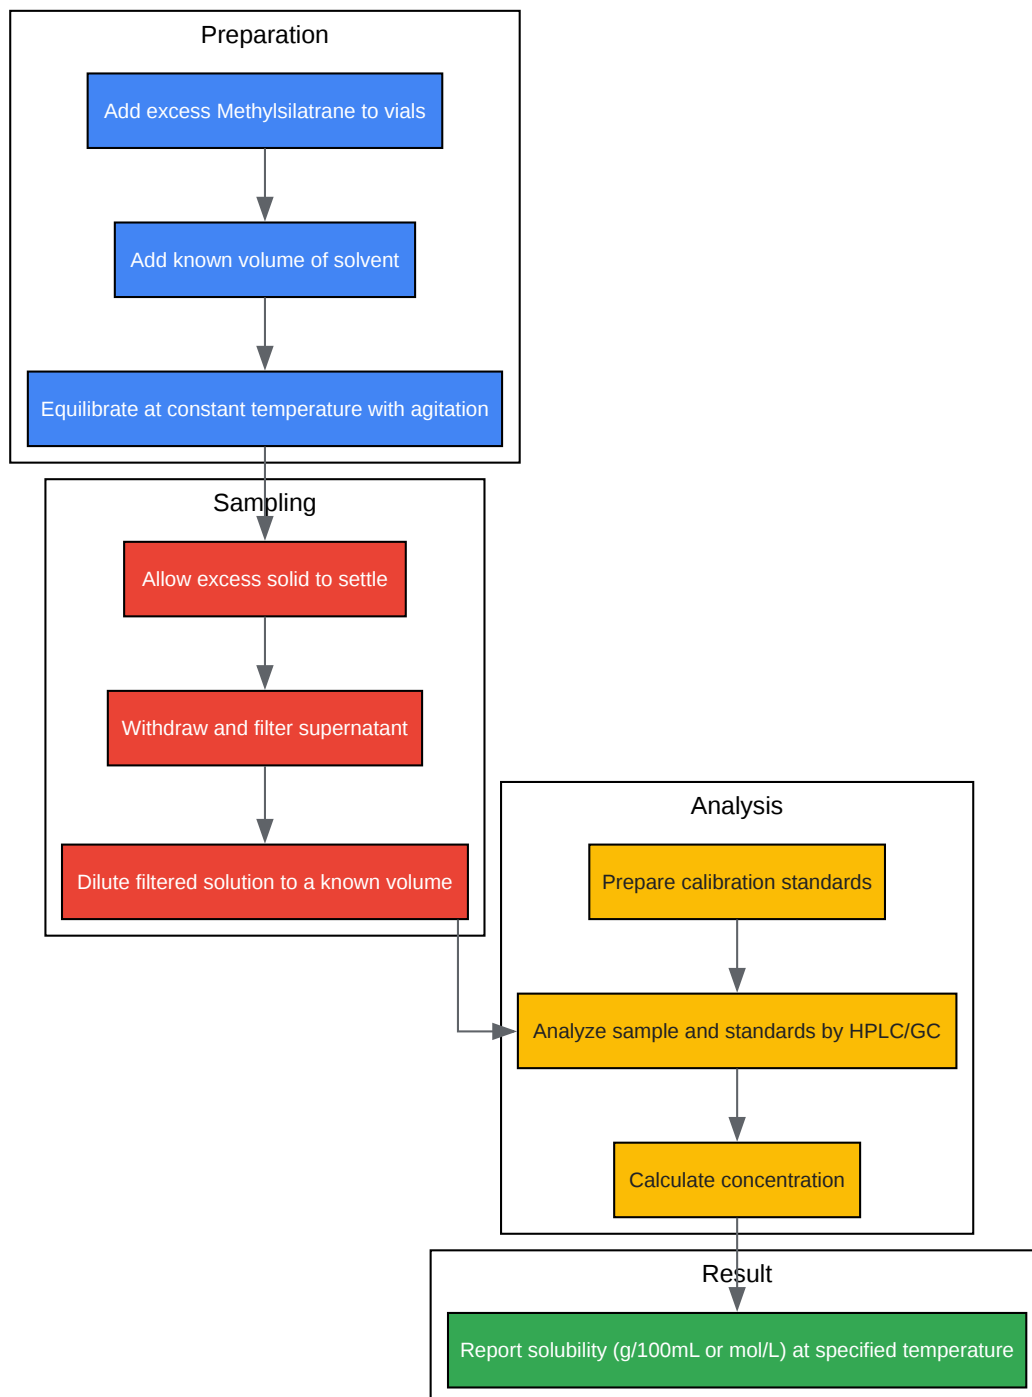 Preparation
Add excess Methylsilatrane to vials
Add known volume of solvent
Equilibrate at constant temperature with agitation
Sampling
Allow excess solid to settle
Withdraw and filter supernatant
Dilute filtered solution to a known volume
Analysis
Prepare calibration standards
Analyze sample and standards by HPLC/GC
Calculate concentration
Result
Report solubility (g/100mL or mol/L) at specified temperature